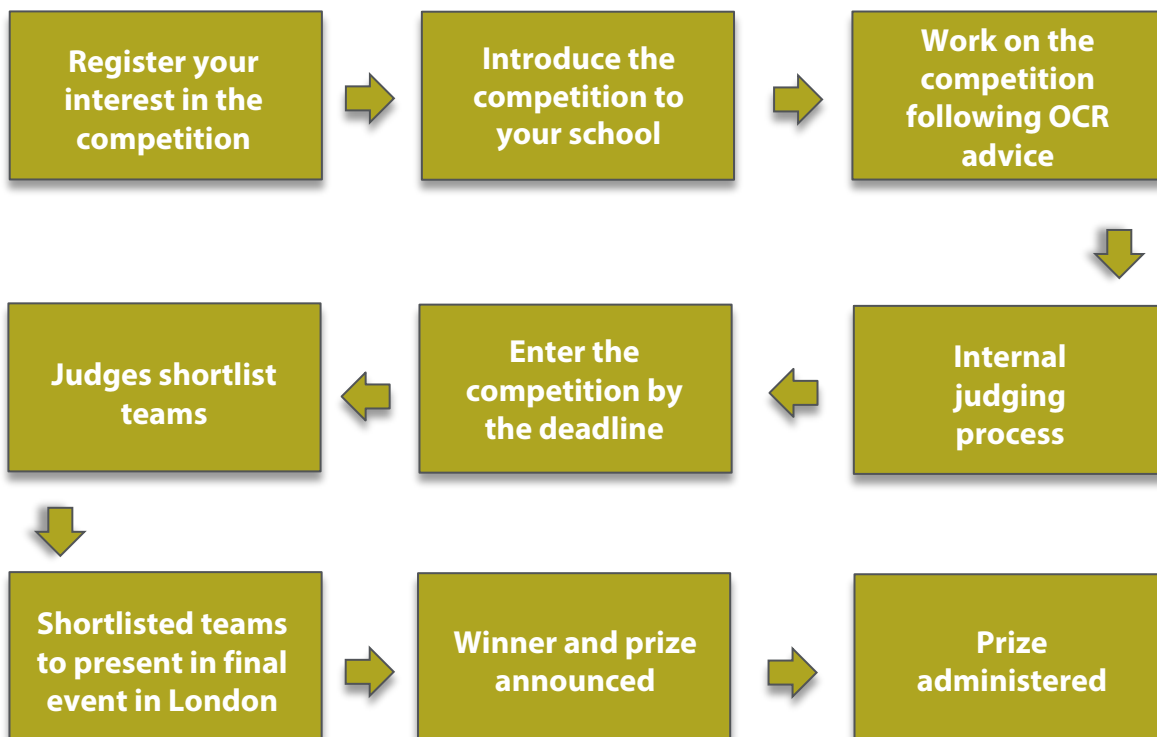 Register your
interest in the
competition
Introduce the
competition to
your school
Work on the
competition
following OCR
advice
Internal
judging
process
Enter the
competition by
the deadline
Judges shortlist
teams
Shortlisted teams
to present in final
event in London
Winner and prize
announced
Prize
administered